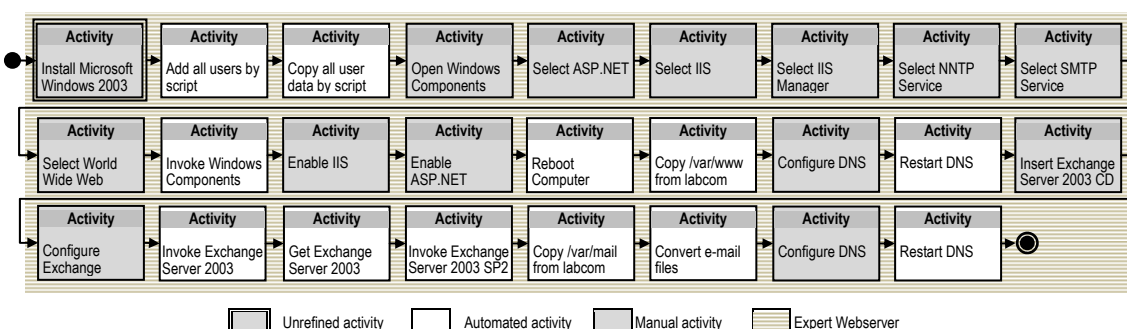 Activity Activity Activity Activity Activity Activity Activity Activity Activity
Install Microsoft Add all users by Copy all user Open Windows Select ASP.NET Select IIS Select IIS Select NNTP Select SMTP
Windows 2003 script data by script Components Manager Service Service
Activity Activity Activity Activity Activity Activity Activity Activity Activity
Select World Invoke Windows Enable IIS Enable Reboot Copy /var/www Configure DNS Restart DNS Insert Exchange
Wide Web Components ASP.NET Computer from labcom Server 2003 CD
Activity Activity Activity Activity Activity Activity Activity Activity
Configure Invoke Exchange Get Exchange Invoke Exchange Copy /var/mail Convert e-mail Configure DNS Restart DNS
Exchange Server 2003 Server 2003 Server 2003 SP2 from labcom files
Unrefined activity Automated activity Manual activity Expert Webserver